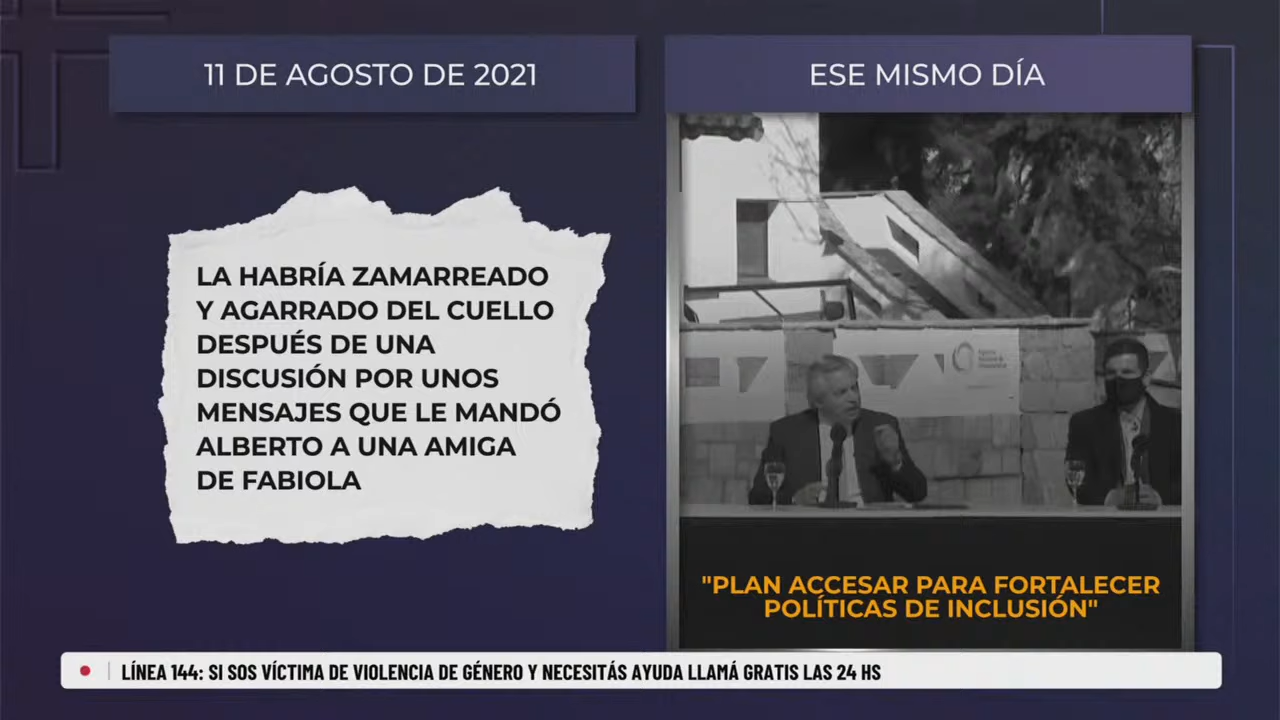 11 DE AGOSTO DE 2021
ESE MISMO DÍA
LA HABRÍA ZAMARREADO
Y AGARRADO DEL CUELLO
DESPUÉS DE UNA
DISCUSIÓN POR UNOS
MENSAJES QUE LE MANDÓ
ALBERTO A UNA AMIGA
DE FABIOLA
"PLAN ACCESAR PARA FORTALECER
POLÍTICAS DE INCLUSIÓN"
LÍNEA 144: SI SOS VÍCTIMA DE VIOLENCIA DE GÉNERO Y NECESITÁS AYUDA LLAMÁ GRATIS LAS 24 HS